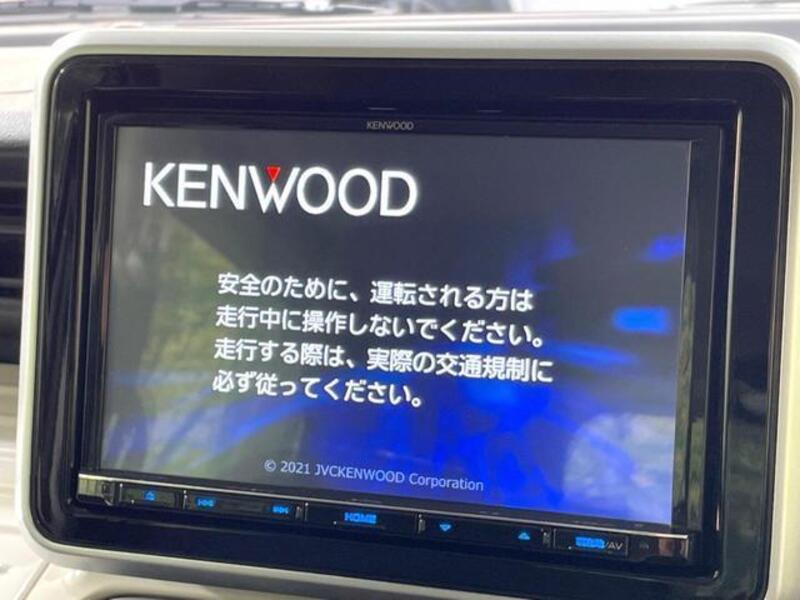 KENWOOD
KENWOOD
安全のために、運転される方は
走行中に操作しないでください。
走行する際は、実際の交通規制に
必ず従ってください。
© 2021 JVCKENWOOD Corporation
HOME
/AV